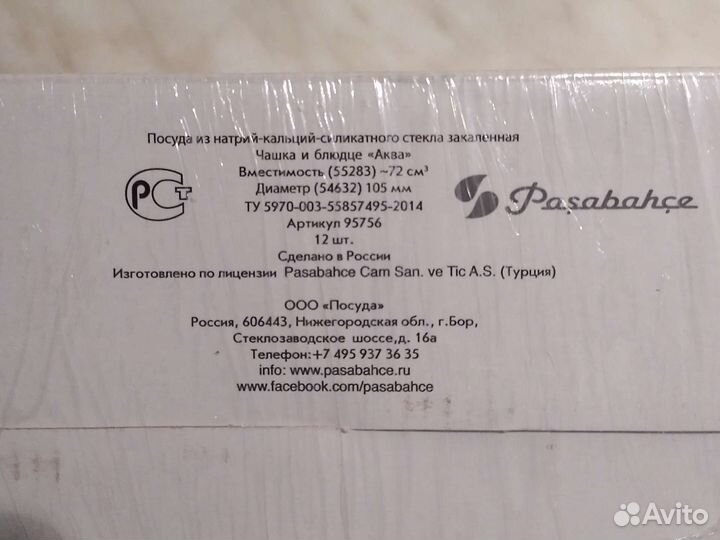 Посуда из натрий-кальций-силикатного стекла закаленная
Чашка и блюдце «Аква»
Вместимость (55283) ~72 см³
Диаметр (54632) 105 мм
ТУ 5970-003-55857495-2014
Артикул 95756
12 шт.
Сделано в России
Изготовлено по лицензии Pasabahce Cam San. ve Tic A.S. (Турция)
РСТ
Paşabahçe
ООО «Посуда»
Россия, 606443, Нижегородская обл., г.Бор,
Стеклозаводское шоссе,д. 16а
Телефон:+7 495 937 36 35
info: www.pasabahce.ru
www.facebook.com/pasabahce
Avito